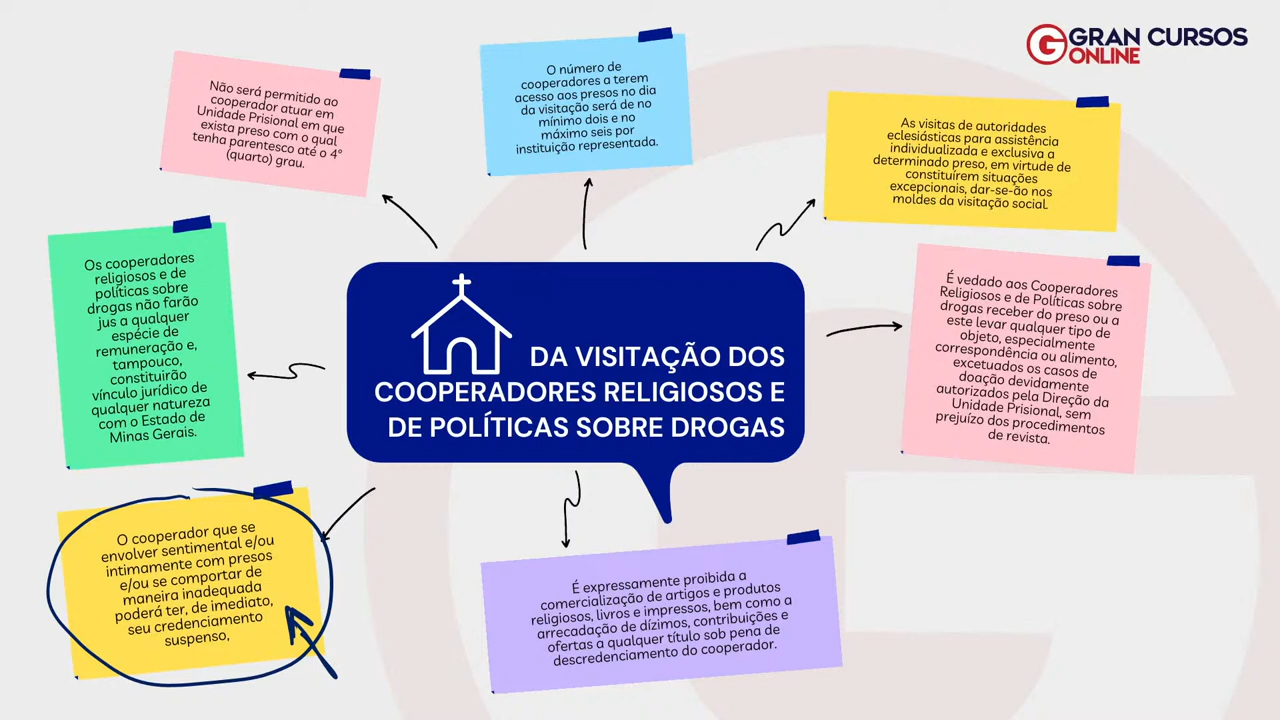 GRAN CURSOS
ONLINE
Não será permitido ao
cooperador atuar em
Unidade Prisional em que
exista preso com o qual
tenha parentesco até o 4º
(quarto) grau.
O número de
cooperadores a terem
acesso aos presos no dia
da visitação será de no
mínimo dois e no
máximo seis por
instituição representada.
As visitas de autoridades
eclesiásticas para assistência
individualizada e exclusiva a
determinado preso, em virtude de
constituírem situações
excepcionais, dar-se-ão nos
moldes da visitação social.
Os cooperadores
religiosos e de
políticas sobre
drogas não farão
jus a qualquer
espécie de
remuneração e,
tampouco,
constituirão
vínculo jurídico de
qualquer natureza
com o Estado de
Minas Gerais.
DA VISITAÇÃO DOS
COOPERADORES RELIGIOSOS E
DE POLÍTICAS SOBRE DROGAS
É vedado aos Cooperadores
Religiosos e de Políticas sobre
drogas receber do preso ou a
este levar qualquer tipo de
objeto, especialmente
correspondência ou alimento,
excetuados os casos de
doação devidamente
autorizados pela Direção da
Unidade Prisional, sem
prejuízo dos procedimentos
de revista.
O cooperador que se
envolver sentimental e/ou
intimamente com presos
e/ou se comportar de
maneira inadequada
poderá ter, de imediato,
seu credenciamento
suspenso,
É expressamente proibida a
comercialização de artigos e produtos
religiosos, livros e impressos, bem como a
arrecadação de dízimos, contribuições e
ofertas a qualquer título sob pena de
descredenciamento do cooperador.